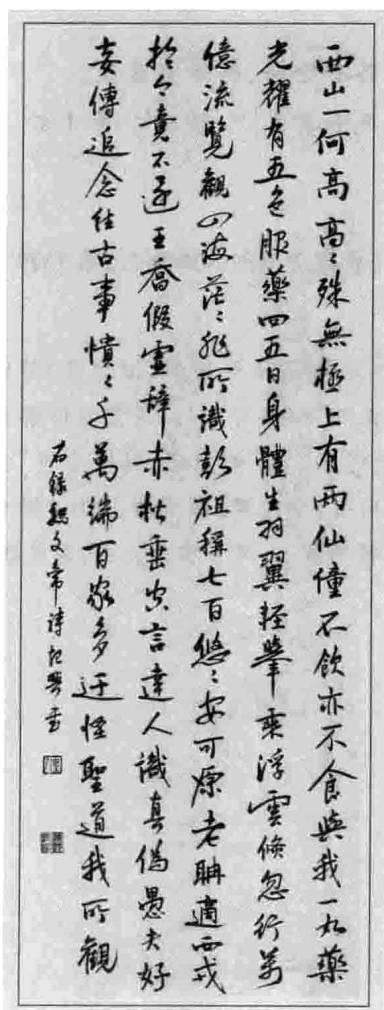 西山一何高高々殊無極上有兩仙僮不飲亦不食與我一丸藥
光耀有五色服藥四五日身體生羽翼輕舉乘浮雲倏忽行萬
億流覽觀四海茫々非所識彭祖稱七百悠々安可原老聃適西戎
於今竟不還王喬假虛辭赤松垂空言達人識真偽愚夫好
妄傳追念往古事憒々千萬端百家多迂怪聖道我所觀
右錄魏文帝詩